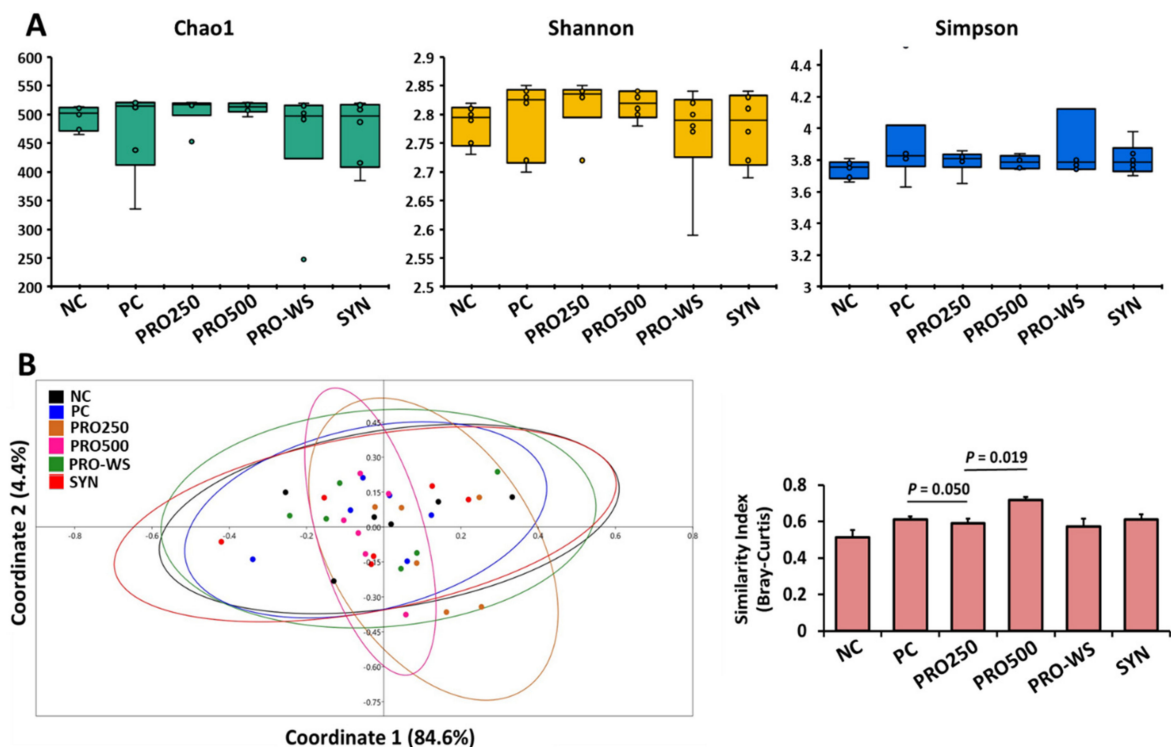 A
Chao1
Shannon
Simpson
600
550
500
450
400
350
300
250
200
NC
PC
PRO250
PRO500
PRO-WS
SYN
2.9
2.85
2.8
2.75
2.7
2.65
2.6
2.55
2.5
NC
PC
PRO250
PRO500
PRO-WS
SYN
4.4
4.2
4
3.8
3.6
3.4
3.2
3
NC
PC
PRO250
PRO500
PRO-WS
SYN
B
NC
PC
PRO250
PRO500
PRO-WS
SYN
Coordinate 2 (4.4%)
0.45
0.30
0.15
0.00
-0.15
-0.30
-0.45
-0.60
-0.75
-0.8
-0.6
-0.4
-0.2
0.2
0.4
0.6
0.8
Coordinate 1 (84.6%)
Similarity Index
(Bray-Curtis)
0.8
0.6
0.4
0.2
0
P = 0.050
P = 0.019
NC
PC
PRO250
PRO500
PRO-WS
SYN